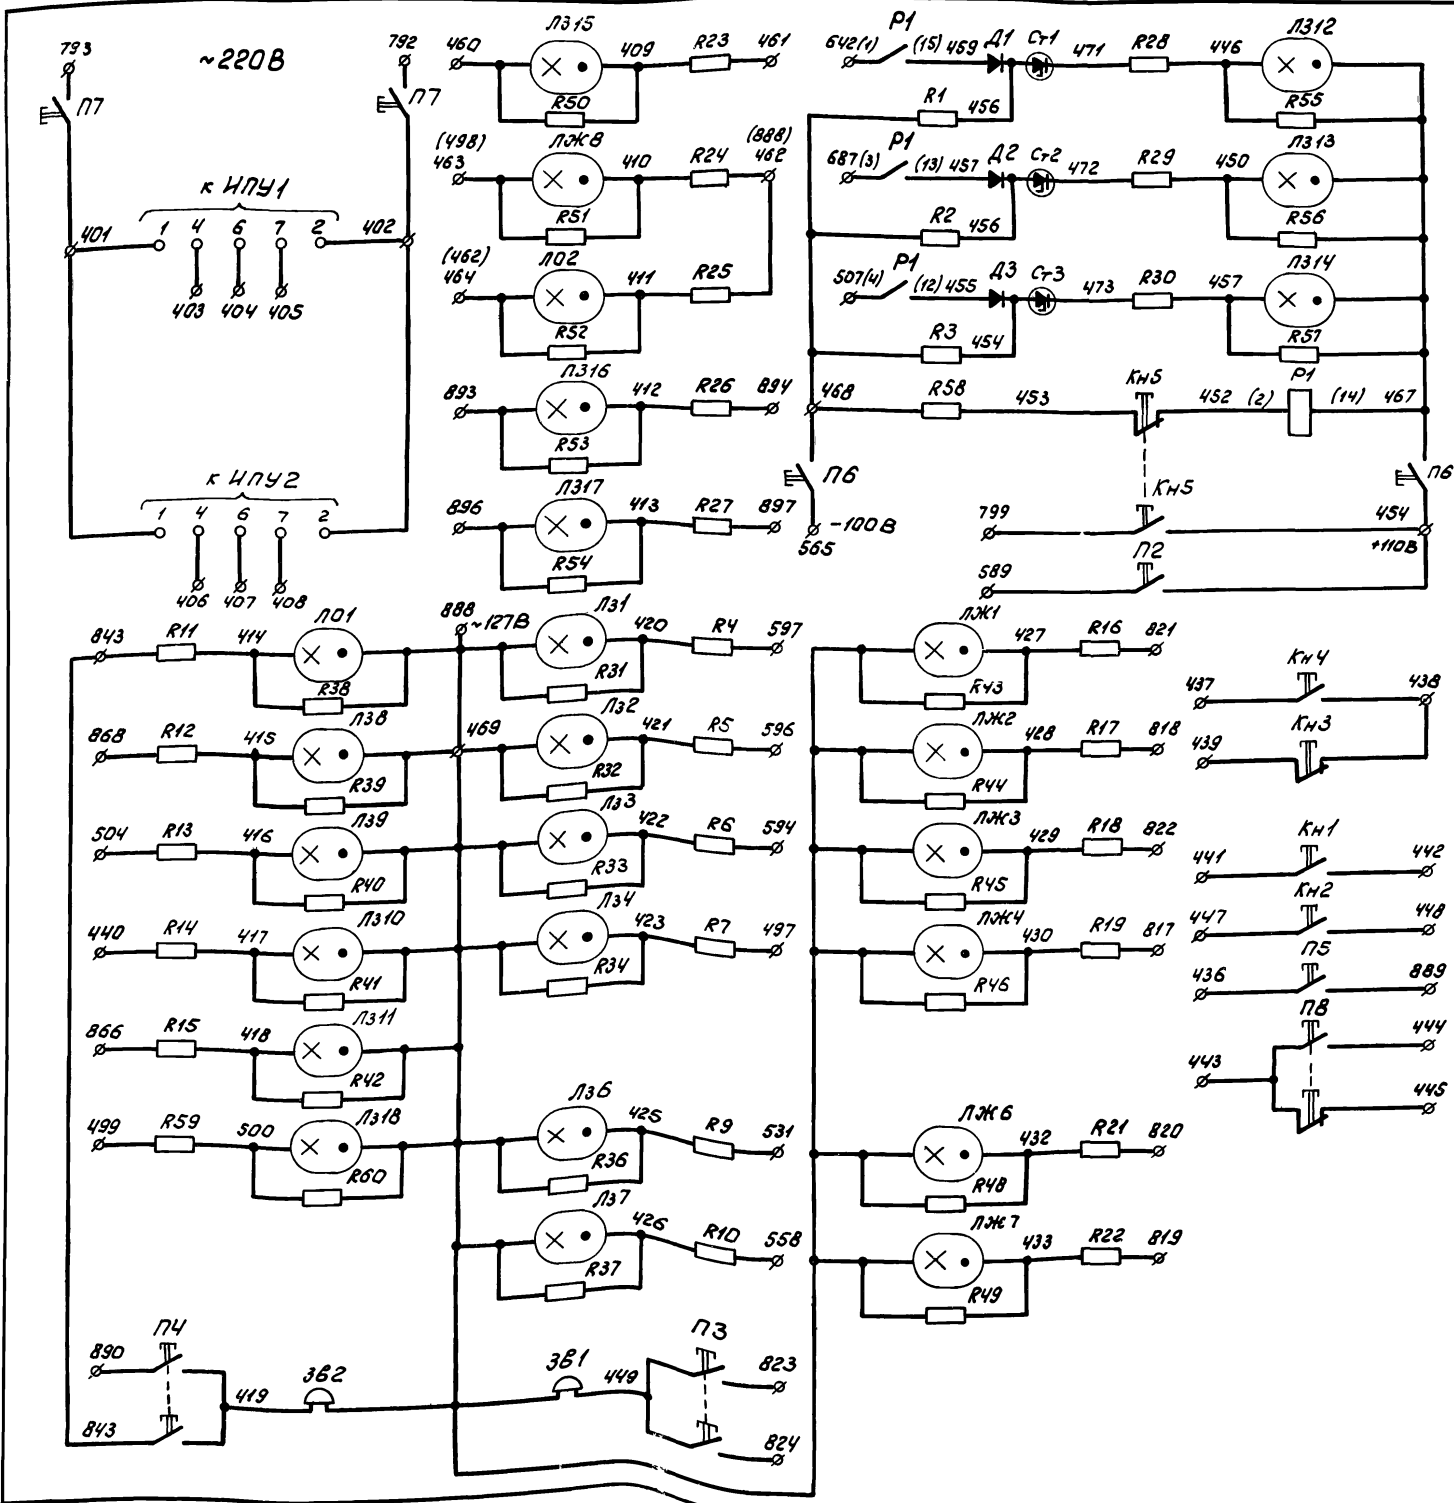 793
~220В
792
П7
П7
к ИПУ1
401
1 4 6 7 2
402
403 404 405
к ИПУ2
1 4 6 7 2
406 407 408
460 ЛЗ15 409 R23 461
R50
(498) ЛЖ8 (888)
463 410 R24 462
R51
(462) ЛО2
464 411 R25
R52
893 ЛЗ16 412 R26 894
R53
896 ЛЗ17 413 R27 897
R54
642(1) Р1 (15) 469 Д1 Ст1 471 R28 446 ЛЗ12
R1 456 R55
687(3) Р1 (13) 457 Д2 Ст2 472 R29 450 ЛЗ13
R2 456 R56
507(4) Р1 (12) 455 Д3 Ст3 473 R30 457 ЛЗ14
R3 454 R57
468 R58 453 Кн5 452 (2) Р1 (14) 467
П6 П6
-100В
565
799 Кн5 454
+110В
589 П2
843 R11 414 ЛО1
R38
868 R12 415 ЛЗ8
R39
504 R13 416 ЛЗ9
R40
440 R14 417 ЛЗ10
R41
866 R15 418 ЛЗ11
R42
499 R59 500 ЛЗ18
R60
888
~127В
ЛЗ1 420 R4 597
R31
469 ЛЗ2 421 R5 596
R32
ЛЗ3 422 R6 594
R33
ЛЗ4 423 R7 497
R34
ЛЗ6 425 R9 531
R36
ЛЗ7 426 R10 558
R37
ЛЖ1 427 R16 821
R43
ЛЖ2 428 R17 818
R44
ЛЖ3 429 R18 822
R45
ЛЖ4 430 R19 817
R46
ЛЖ6 432 R21 820
R48
ЛЖ7 433 R22 819
R49
437 Кн4 438
439 Кн3
441 Кн1 442
447 Кн2 448
436 П5 889
П8 444
443
445
890 П4
419 ЗВ2
843
ЗВ1 449 П3 823
824